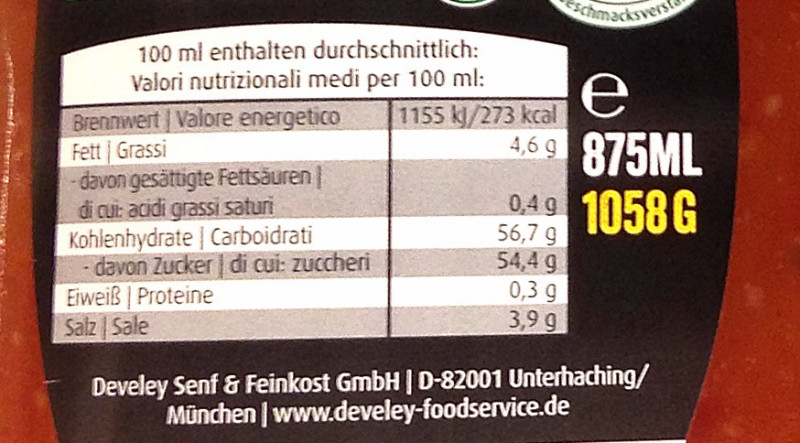 schmacksverst
100 ml enthalten durchschnittlich:
Valori nutrizionali medi per 100 ml:
Brennwert | Valore energetico 1155 kJ/273 kcal
Fett | Grassi 4,6 g
- davon gesättigte Fettsäuren |
di cui: acidi grassi saturi 0,4 g
Kohlenhydrate | Carboidrati 56,7 g
- davon Zucker | di cui: zuccheri 54,4 g
Eiweiß | Proteine 0,3 g
Salz | Sale 3,9 g
e
875ML
1058 G
Develey Senf & Feinkost GmbH | D-82001 Unterhaching/
München | www.develey-foodservice.de